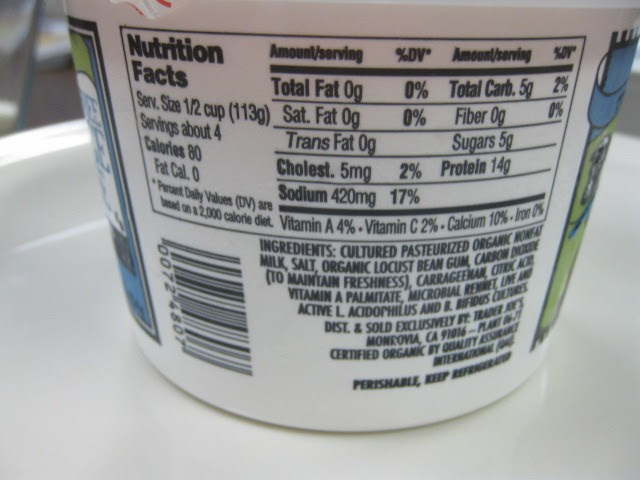 Nutrition Facts
Serv. Size 1/2 cup (113g)
Servings about 4
Calories 80
Fat Cal. 0
* Percent Daily Values (DV) are
based on a 2,000 calorie diet.
Amount/serving %DV* Amount/serving %DV*
Total Fat 0g 0% Total Carb. 5g 2%
Sat. Fat 0g 0% Fiber 0g 0%
Trans Fat 0g Sugars 5g
Cholest. 5mg 2% Protein 14g
Sodium 420mg 17%
Vitamin A 4% • Vitamin C 2% • Calcium 10% • Iron 0%
INGREDIENTS: CULTURED PASTEURIZED ORGANIC NONFAT
MILK, SALT, ORGANIC LOCUST BEAN GUM, CARBON DIOXIDE
(TO MAINTAIN FRESHNESS), CARRAGEENAN, CITRIC ACID,
VITAMIN A PALMITATE, MICROBIAL RENNET, LIVE AND
ACTIVE L. ACIDOPHILUS AND B. BIFIDUS CULTURES.
DIST. & SOLD EXCLUSIVELY BY: TRADER JOE'S
MONROVIA, CA 91016 – PLANT
CERTIFIED ORGANIC BY QUALITY ASSURANCE
INTERNATIONAL (QAI)
PERISHABLE, KEEP REFRIGERATED